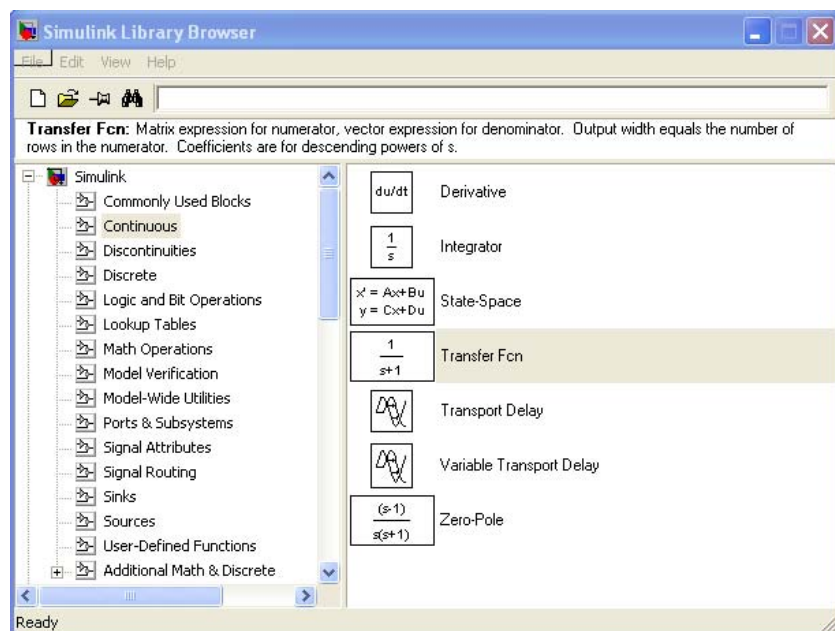 Simulink Library Browser
File Edit View Help
Transfer Fcn: Matrix expression for numerator, vector expression for denominator. Output width equals the number of
rows in the numerator. Coefficients are for descending powers of s.
Simulink
Commonly Used Blocks
Continuous
Discontinuities
Discrete
Logic and Bit Operations
Lookup Tables
Math Operations
Model Verification
Model-Wide Utilities
Ports & Subsystems
Signal Attributes
Signal Routing
Sinks
Sources
User-Defined Functions
Additional Math & Discrete
du/dt Derivative
1
s
Integrator
x' = Ax+Bu
y = Cx+Du
State-Space
1
s+1
Transfer Fcn
Transport Delay
Variable Transport Delay
(s-1)
s(s+1)
Zero-Pole
Ready